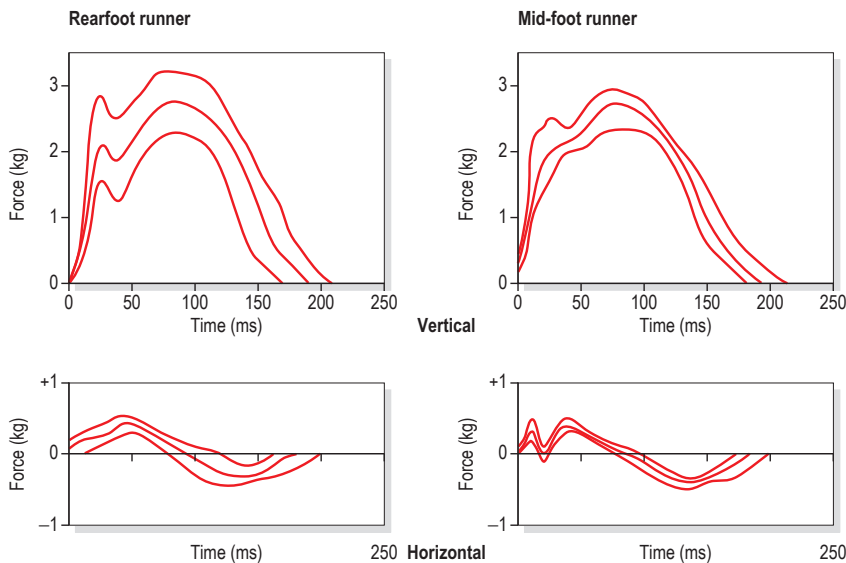 Rearfoot runner
Mid-foot runner
3
2
1
0
Force (kg)
0 50 100 150 200 250
Time (ms)
3
2
1
0
Force (kg)
0 50 100 150 200 250
Time (ms)
Vertical
+1
0
–1
Force (kg)
Time (ms) 250
+1
0
–1
Force (kg)
Time (ms) 250
Horizontal